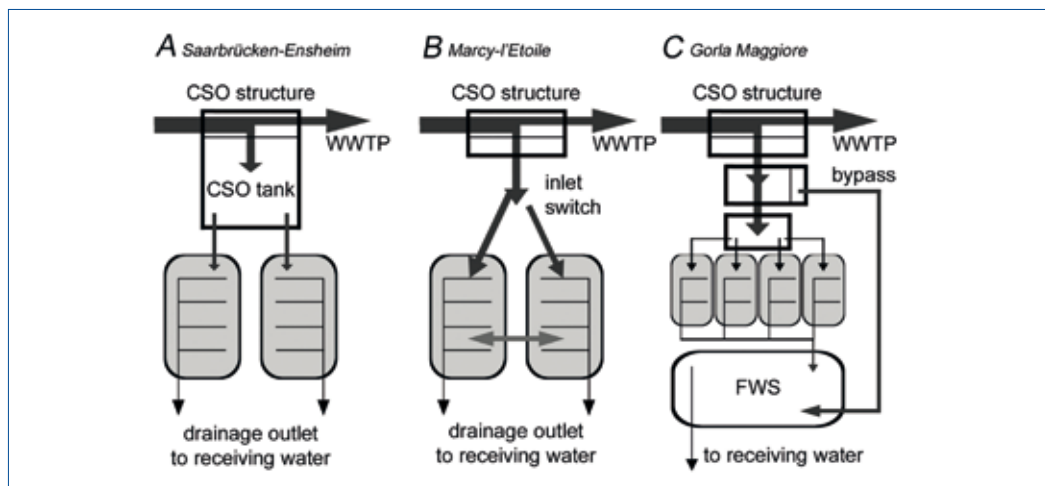 A Saarbrücken-Ensheim
CSO structure
WWTP
CSO tank
drainage outlet
to receiving water
B Marcy-l'Etoile
CSO structure
WWTP
inlet
switch
drainage outlet
to receiving water
C Gorla Maggiore
CSO structure
WWTP
bypass
FWS
to receiving water